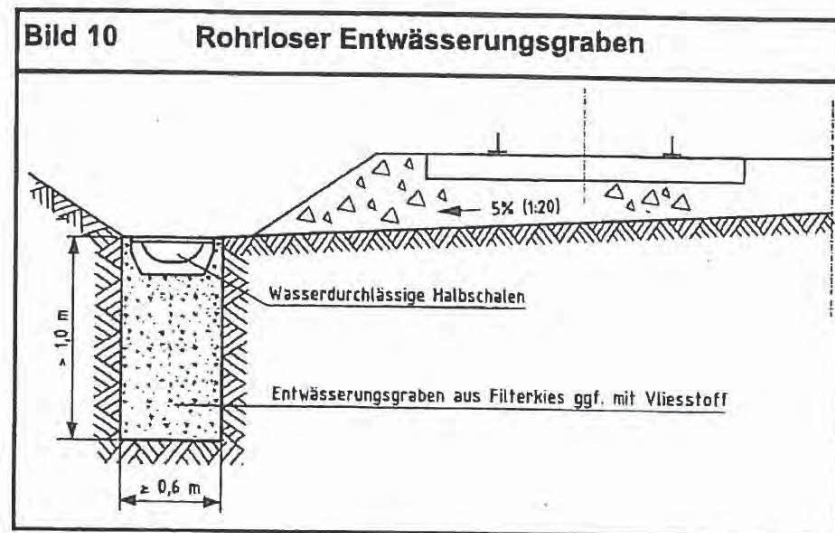 Bild 10 Rohrloser Entwässerungsgraben
5% (1:20)
Wasserdurchlässige Halbschalen
1,0 m
Entwässerungsgraben aus Filterkies ggf. mit Vliesstoff
≥ 0,6 m